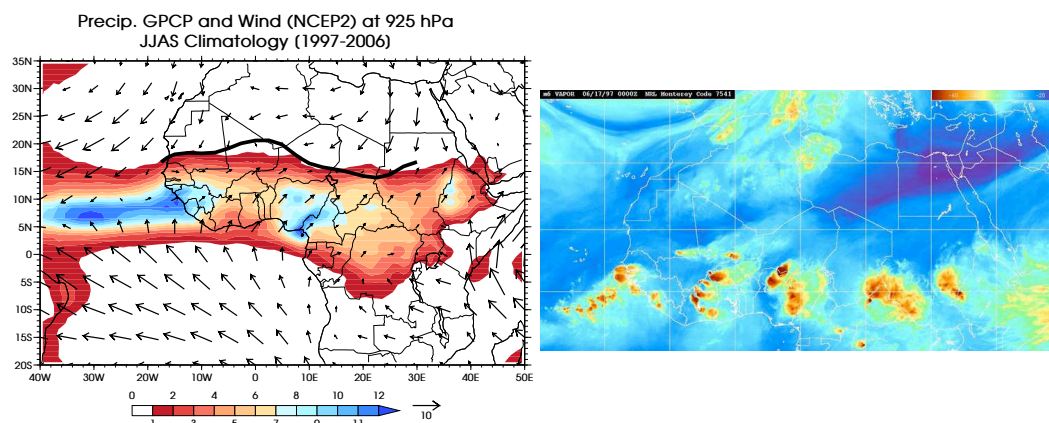 Precip. GPCP and Wind (NCEP2) at 925 hPa
JJAS Climatology [1997-2006]
35N
30N
25N
20N
15N
10N
5N
0
5S
10S
15S
20S
40W 30W 20W 10W 0 10E 20E 30E 40E 50E
0 2 4 6 8 10 12
1 3 5 7 9 11
10
m6 VAPOR 06/17/97 0000Z NRL Monterey Code 7541
-20